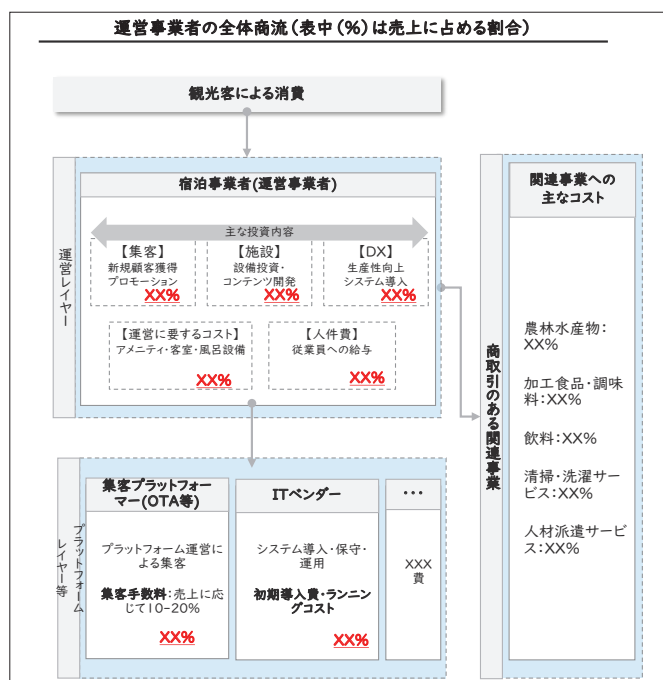 運営事業者の全体商流（表中（%）は売上に占める割合）
観光客による消費
運営レイヤー
宿泊事業者(運営事業者)
主な投資内容
【集客】
新規顧客獲得
プロモーション
XX%
【施設】
設備投資・
コンテンツ開発
XX%
【DX】
生産性向上
システム導入
XX%
【運営に要するコスト】
アメニティ・客室・風呂設備
XX%
【人件費】
従業員への給与
XX%
プラットフォーム
レイヤー等
集客プラットフォー
マー(OTA等)
プラットフォーム運営に
よる集客
集客手数料：売上に応
じて10-20%
XX%
ITベンダー
システム導入・保守・
運用
初期導入費・ランニン
グコスト
XX%
・・・
XXX
費
商取引のある関連事業
関連事業への
主なコスト
農林水産物：
XX%
加工食品・調味
料：XX%
飲料：XX%
清掃・洗濯サー
ビス：XX%
人材派遣サービ
ス：XX%